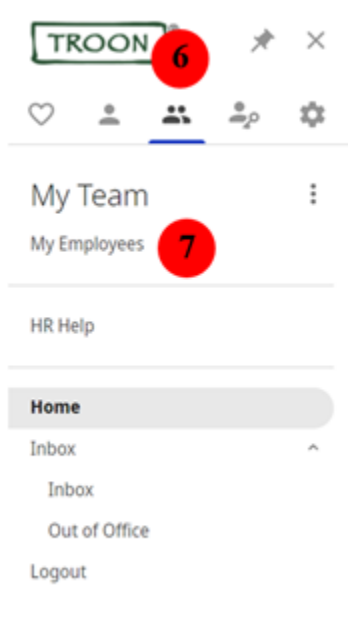 TROON
6
My Team
My Employees
7
HR Help
Home
Inbox
Inbox
Out of Office
Logout